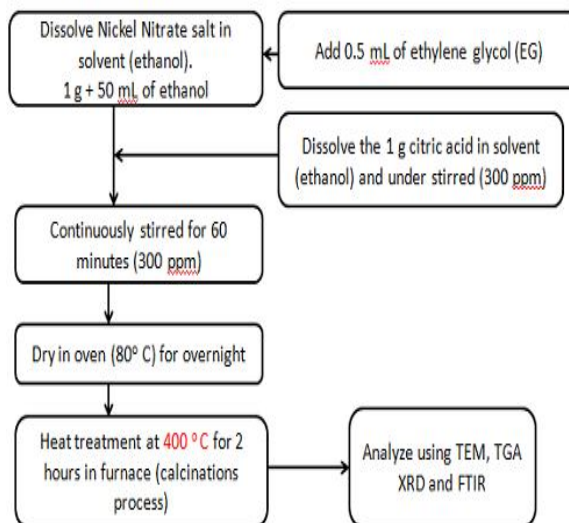 Dissolve Nickel Nitrate salt in
solvent (ethanol).
1 g + 50 mL of ethanol
Add 0.5 mL of ethylene glycol (EG)
Dissolve the 1 g citric acid in solvent
(ethanol) and under stirred (300 ppm)
Continuously stirred for 60
minutes (300 ppm)
Dry in oven (80° C) for overnight
Heat treatment at 400 °C for 2
hours in furnace (calcinations
process)
Analyze using TEM, TGA
XRD and FTIR